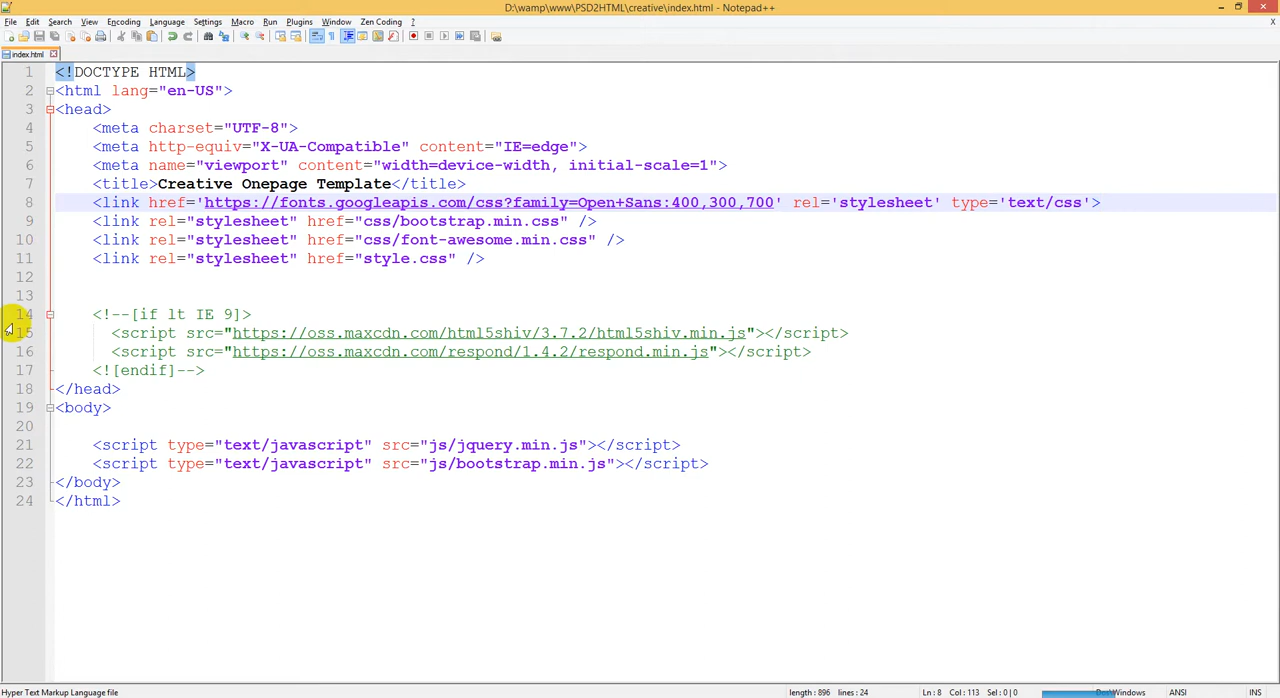 D:\wamp\www\PSD2HTML\creative\index.html - Notepad++
File Edit Search View Encoding Language Settings Macro Run Plugins Window Zen Coding ? X
index.html
1 <!DOCTYPE HTML>
2 <html lang="en-US">
3 <head>
4 <meta charset="UTF-8">
5 <meta http-equiv="X-UA-Compatible" content="IE=edge">
6 <meta name="viewport" content="width=device-width, initial-scale=1">
7 <title>Creative Onepage Template</title>
8 <link href='https://fonts.googleapis.com/css?family=Open+Sans:400,300,700' rel='stylesheet' type='text/css'>
9 <link rel="stylesheet" href="css/bootstrap.min.css" />
10 <link rel="stylesheet" href="css/font-awesome.min.css" />
11 <link rel="stylesheet" href="style.css" />
12
13
14 <!--[if lt IE 9]>
15 <script src="https://oss.maxcdn.com/html5shiv/3.7.2/html5shiv.min.js"></script>
16 <script src="https://oss.maxcdn.com/respond/1.4.2/respond.min.js"></script>
17 <![endif]-->
18 </head>
19 <body>
20
21 <script type="text/javascript" src="js/jquery.min.js"></script>
22 <script type="text/javascript" src="js/bootstrap.min.js"></script>
23 </body>
24 </html>
Hyper Text Markup Language file length : 896 lines : 24 Ln : 8 Col : 113 Sel : 0 | 0 Dos\Windows ANSI INS